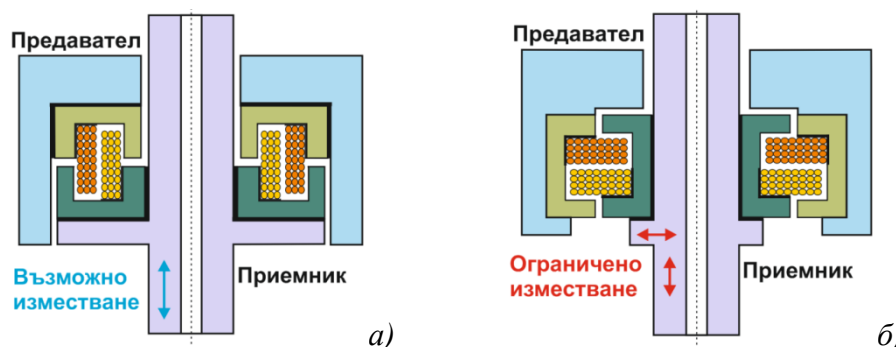 Предавател
Възможно
изместване
Приемник
а)
Предавател
Ограничено
изместване
Приемник
б)